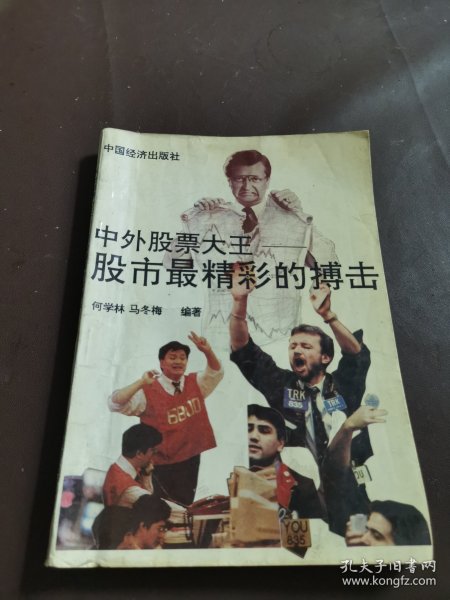 中国经济出版社
中外股票大王——
股市最精彩的搏击
何学林 马冬梅 编著
6800
TRK
835
TRK
YOU
835
孔夫子旧书网
www.kongfz.com